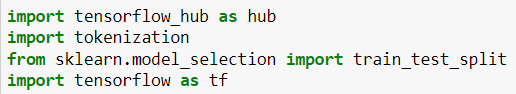 import tensorflow_hub as hub
import tokenization
from sklearn.model_selection import train_test_split
import tensorflow as tf